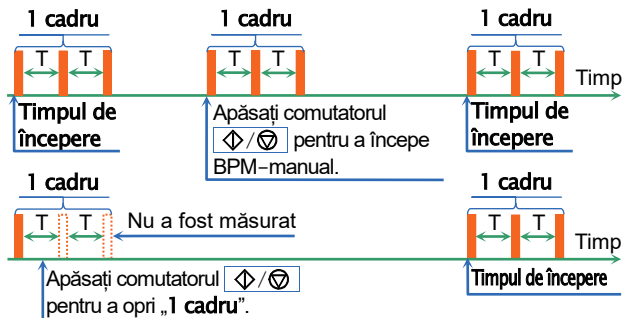 1 cadru 1 cadru 1 cadru
T T T T T T
Timp
Timpul de
începere
Apăsați comutatorul
/ pentru a începe
BPM-manual.
Timpul de
începere
1 cadru 1 cadru
T T Nu a fost măsurat T T
Timp
Apăsați comutatorul /
pentru a opri „1 cadru”.
Timpul de începere